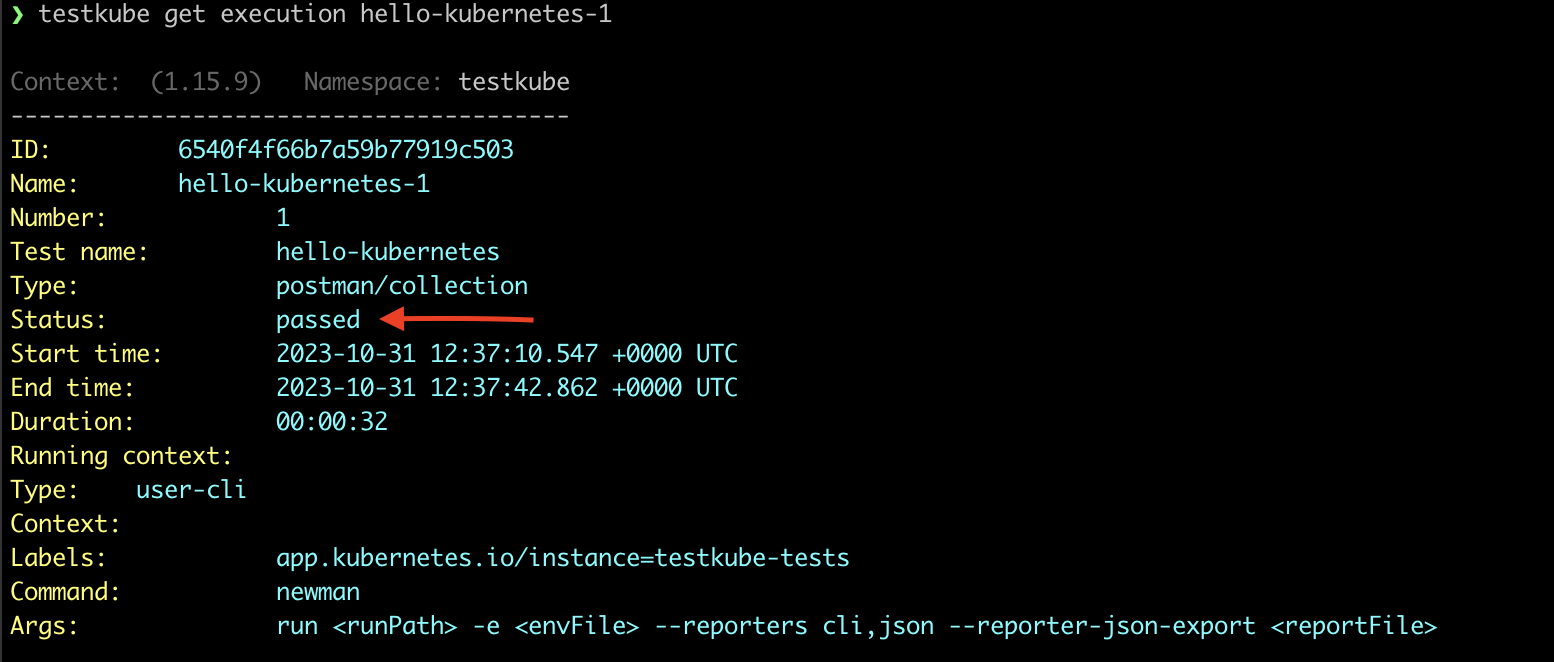 ❯ testkube get execution hello-kubernetes-1
Context:  (1.15.9)   Namespace: testkube
----------------------------------------
ID:         6540f4f66b7a59b77919c503
Name:       hello-kubernetes-1
Number:            1
Test name:         hello-kubernetes
Type:              postman/collection
Status:            passed
Start time:        2023-10-31 12:37:10.547 +0000 UTC
End time:          2023-10-31 12:37:42.862 +0000 UTC
Duration:          00:00:32
Running context:
Type:    user-cli
Context:
Labels:            app.kubernetes.io/instance=testkube-tests
Command:           newman
Args:              run <runPath> -e <envFile> --reporters cli,json --reporter-json-export <reportFile>